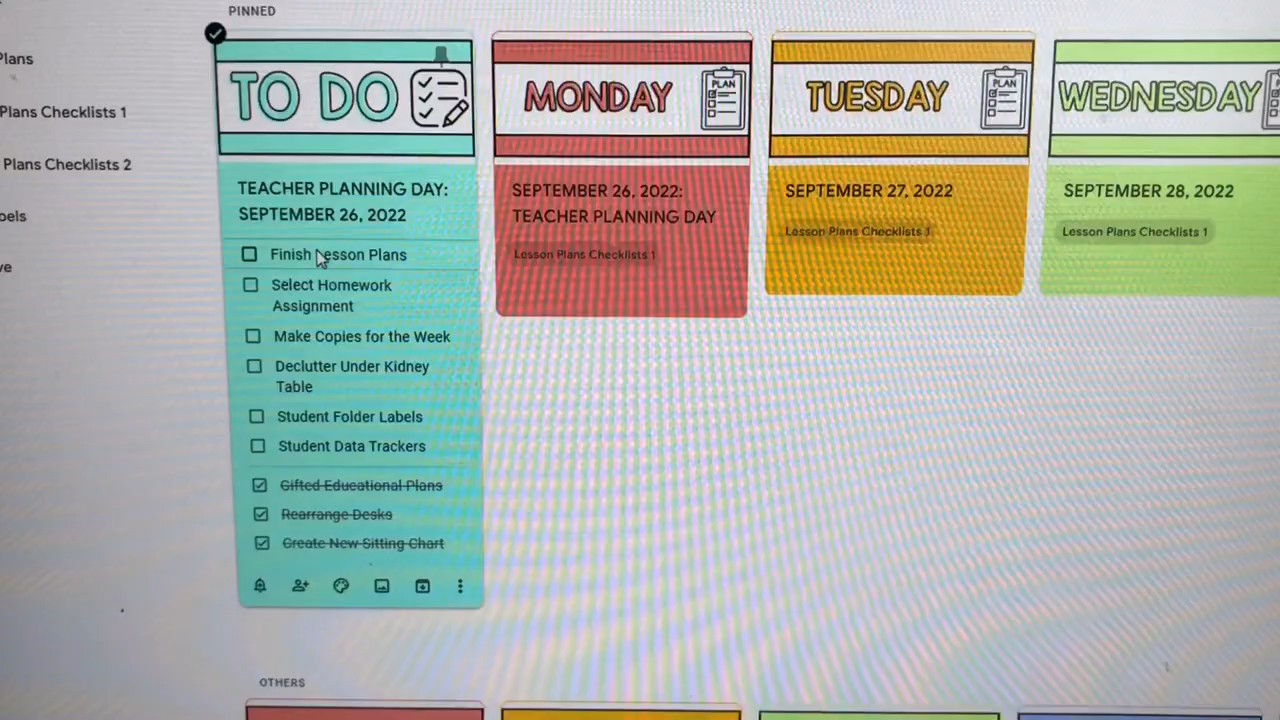 PINNED
Plans
Plans Checklists 1
Plans Checklists 2
TO DO
TEACHER PLANNING DAY:
SEPTEMBER 26, 2022
Finish Lesson Plans
Select Homework
Assignment
Make Copies for the Week
Declutter Under Kidney
Table
Student Folder Labels
Student Data Trackers
Gifted Educational Plans
Rearrange Desks
Create New Sitting Chart
MONDAY
PLAN
SEPTEMBER 26, 2022:
TEACHER PLANNING DAY
Lesson Plans Checklists 1
TUESDAY
PLAN
SEPTEMBER 27, 2022
Lesson Plans Checklists 1
WEDNESDAY
SEPTEMBER 28, 2022
Lesson Plans Checklists 1
OTHERS